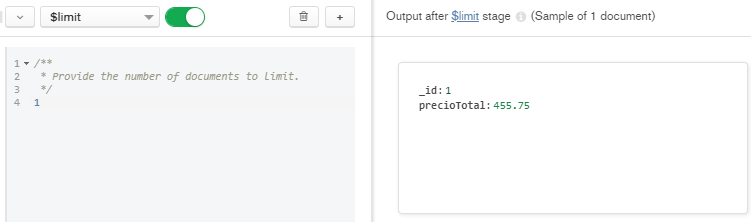 $limit
+
Output after $limit stage (Sample of 1 document)
1 /**
2  * Provide the number of documents to limit.
3  */
4 1
_id: 1
precioTotal: 455.75